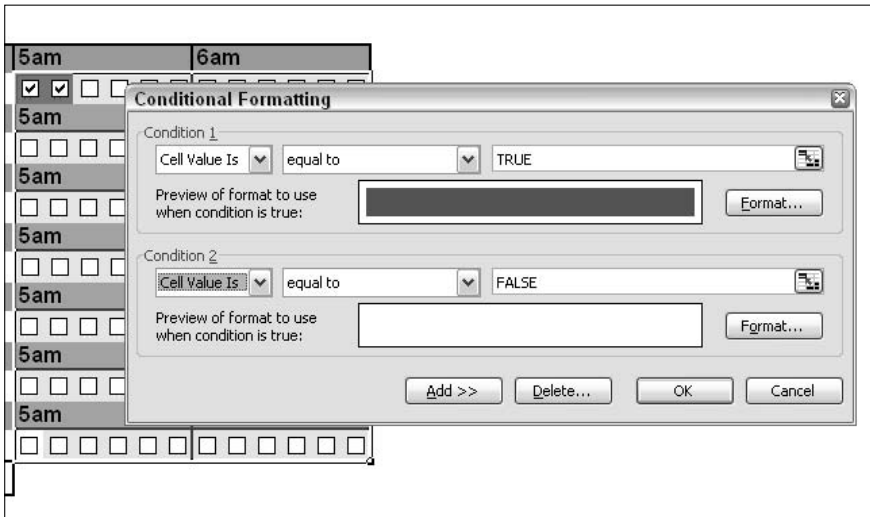 5am 6am
5am
5am
5am
5am
5am
5am
Conditional Formatting
Condition 1
Cell Value Is equal to TRUE
Preview of format to use
when condition is true:
Format...
Condition 2
Cell Value Is equal to FALSE
Preview of format to use
when condition is true:
Format...
Add >> Delete... OK Cancel